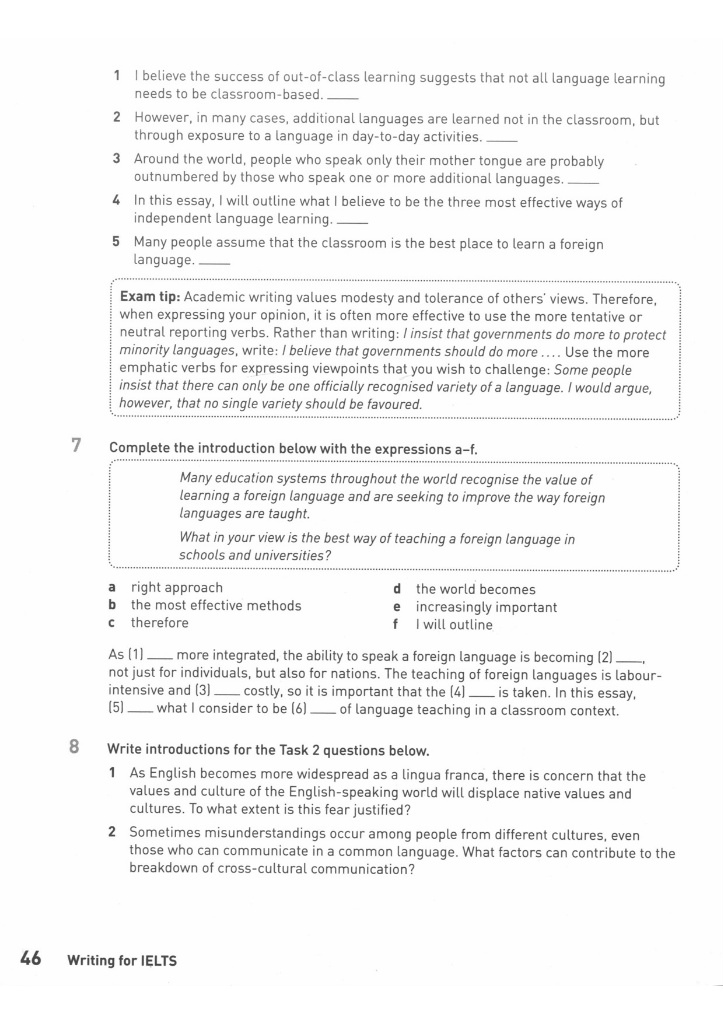 1 I believe the success of out-of-class learning suggests that not all language learning
needs to be classroom-based. ____
2 However, in many cases, additional languages are learned not in the classroom, but
through exposure to a language in day-to-day activities. ____
3 Around the world, people who speak only their mother tongue are probably
outnumbered by those who speak one or more additional languages. ____
4 In this essay, I will outline what I believe to be the three most effective ways of
independent language learning. ____
5 Many people assume that the classroom is the best place to learn a foreign
language. ____
Exam tip: Academic writing values modesty and tolerance of others' views. Therefore,
when expressing your opinion, it is often more effective to use the more tentative or
neutral reporting verbs. Rather than writing: I insist that governments do more to protect
minority languages, write: I believe that governments should do more .... Use the more
emphatic verbs for expressing viewpoints that you wish to challenge: Some people
insist that there can only be one officially recognised variety of a language. I would argue,
however, that no single variety should be favoured.
7 Complete the introduction below with the expressions a–f.
Many education systems throughout the world recognise the value of
learning a foreign language and are seeking to improve the way foreign
languages are taught.
What in your view is the best way of teaching a foreign language in
schools and universities?
a right approach
b the most effective methods
c therefore
d the world becomes
e increasingly important
f I will outline
As (1) ____ more integrated, the ability to speak a foreign language is becoming (2) ____,
not just for individuals, but also for nations. The teaching of foreign languages is labour-
intensive and (3) ____ costly, so it is important that the (4) ____ is taken. In this essay,
(5) ____ what I consider to be (6) ____ of language teaching in a classroom context.
8 Write introductions for the Task 2 questions below.
1 As English becomes more widespread as a lingua franca, there is concern that the
values and culture of the English-speaking world will displace native values and
cultures. To what extent is this fear justified?
2 Sometimes misunderstandings occur among people from different cultures, even
those who can communicate in a common language. What factors can contribute to the
breakdown of cross-cultural communication?
46 Writing for IELTS